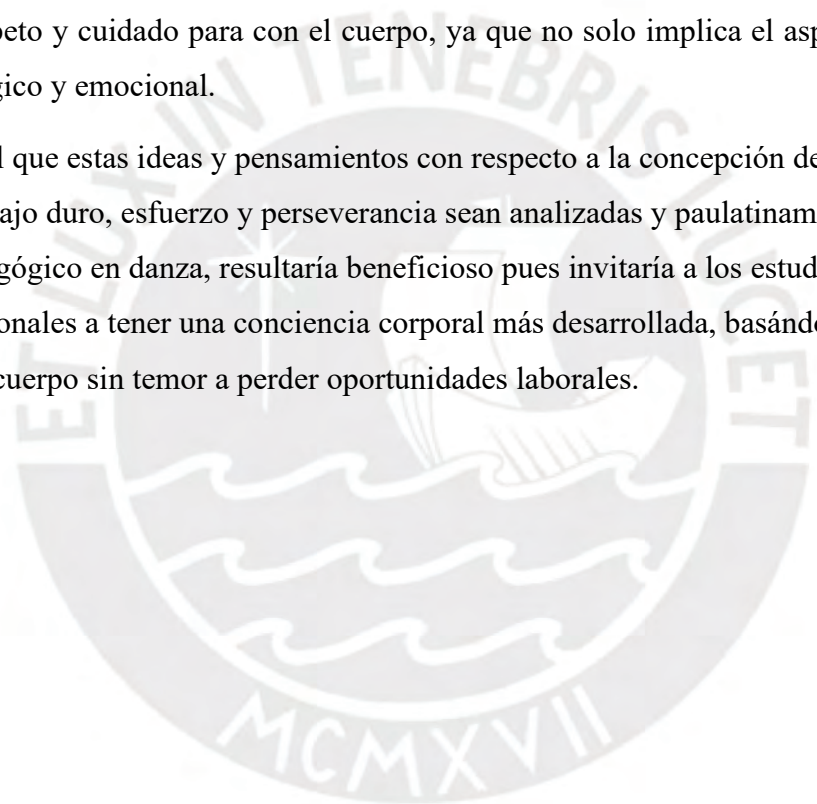 peto y cuidado para con el cuerpo, ya que no solo implica el asp
gico y emocional.
l que estas ideas y pensamientos con respecto a la concepción de
ajo duro, esfuerzo y perseverancia sean analizadas y paulatinam
gógico en danza, resultaría beneficioso pues invitaría a los estud
onales a tener una conciencia corporal más desarrollada, basándo
cuerpo sin temor a perder oportunidades laborales.
ET LUX IN TENEBRIS LUCET
MCMXVII